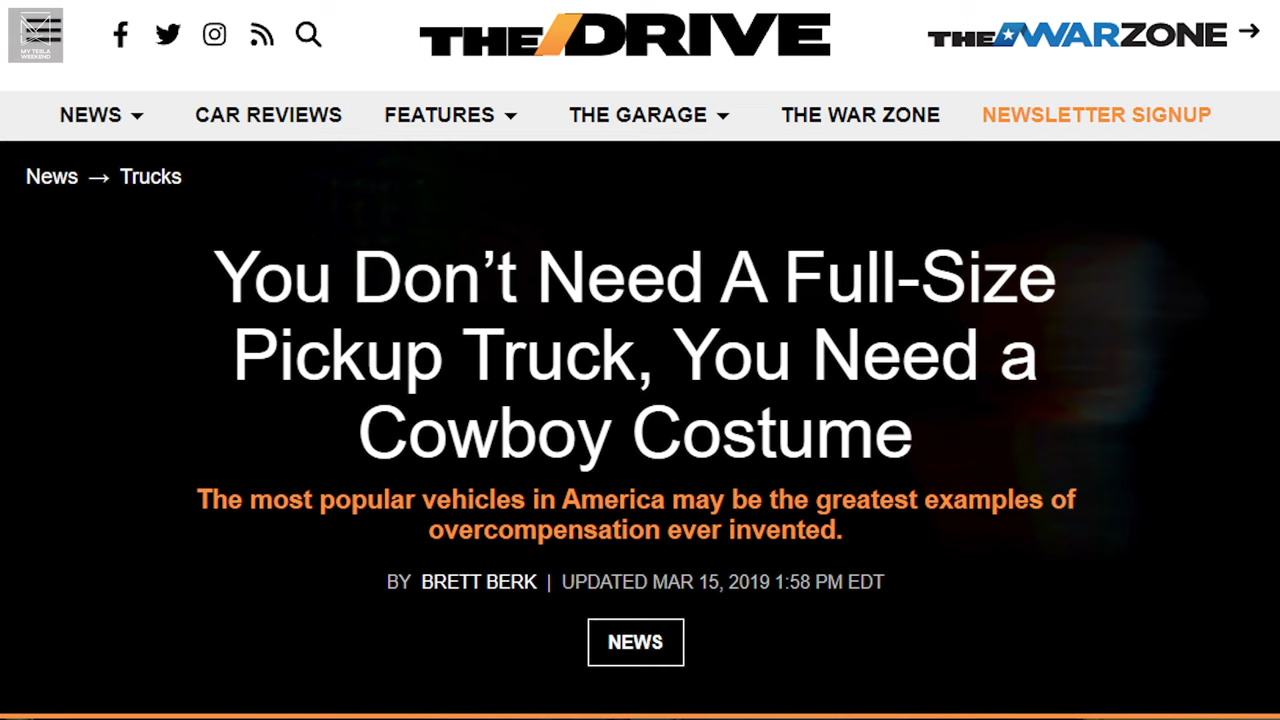 MY TESLA
WEEKEND
THE DRIVE
THE WARZONE
NEWS
CAR REVIEWS
FEATURES
THE GARAGE
THE WAR ZONE
NEWSLETTER SIGNUP
News → Trucks
You Don’t Need A Full-Size
Pickup Truck, You Need a
Cowboy Costume
The most popular vehicles in America may be the greatest examples of
overcompensation ever invented.
BY BRETT BERK | UPDATED MAR 15, 2019 1:58 PM EDT
NEWS